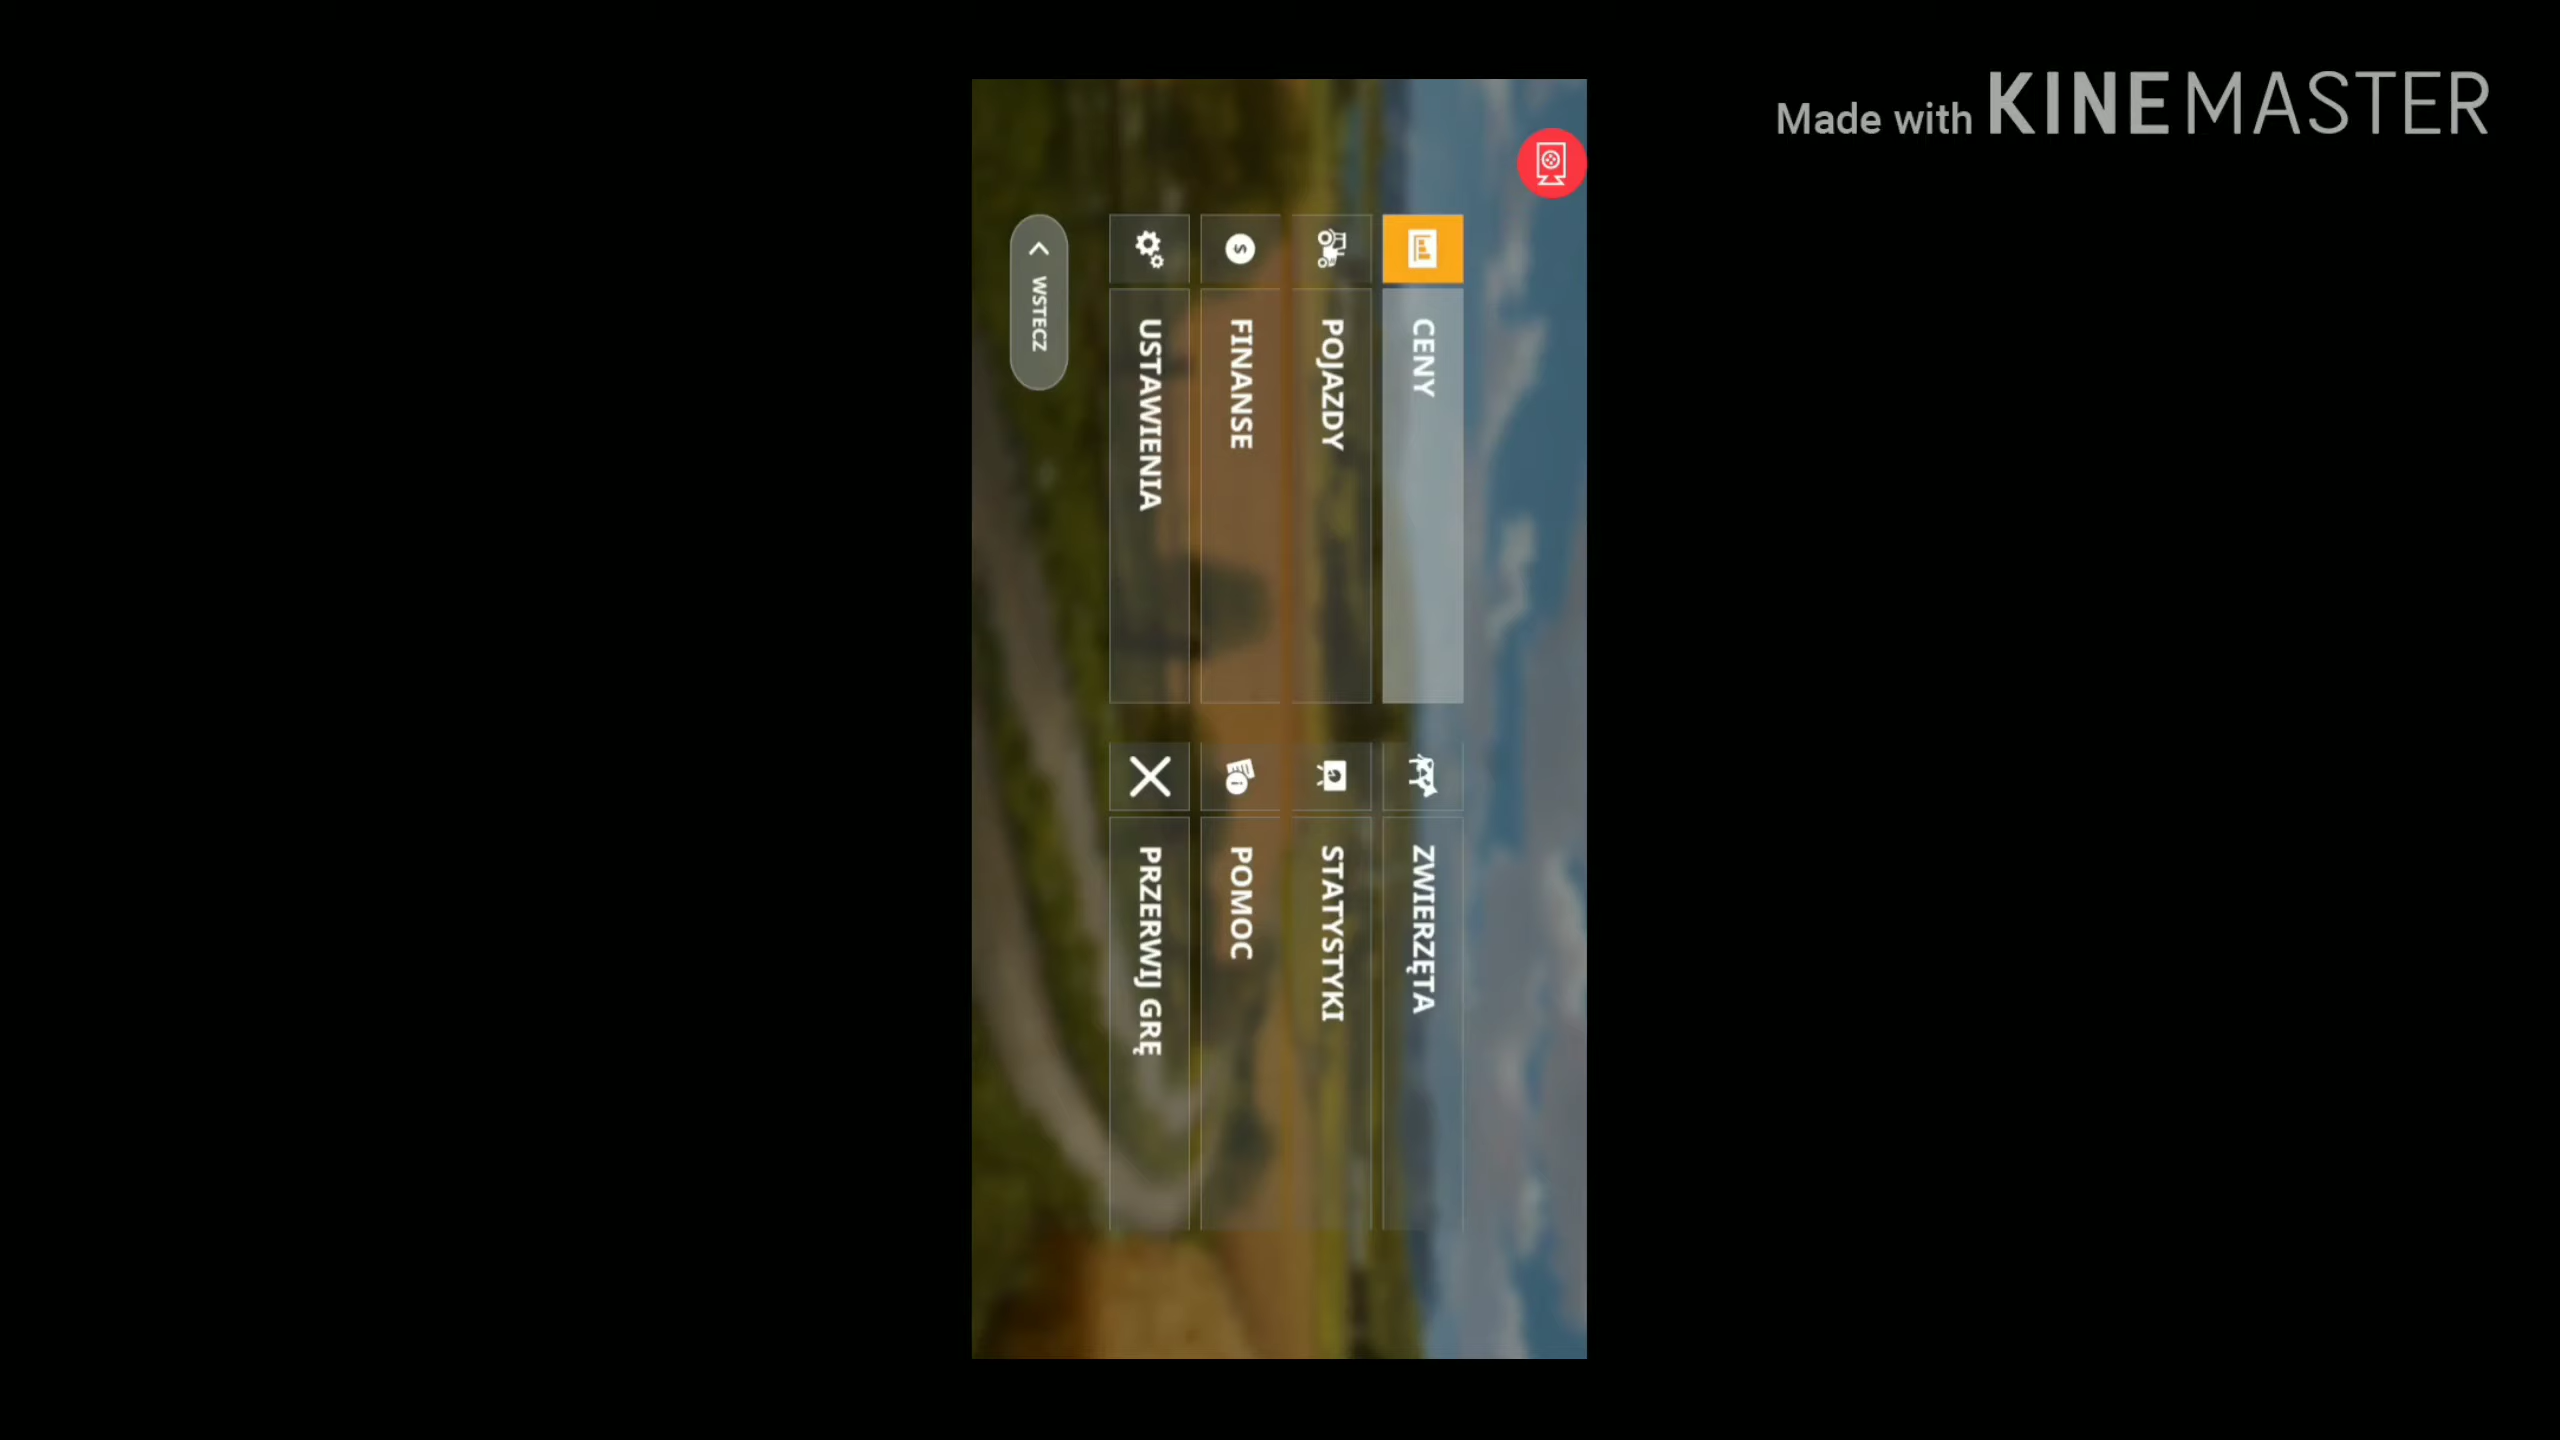 Made with KINEMASTER
CENY
ZWIERZĘTA
POJAZDY
STATYSTYKI
FINANSE
POMOC
USTAWIENIA
PRZERWIJ GRĘ
WSTECZ